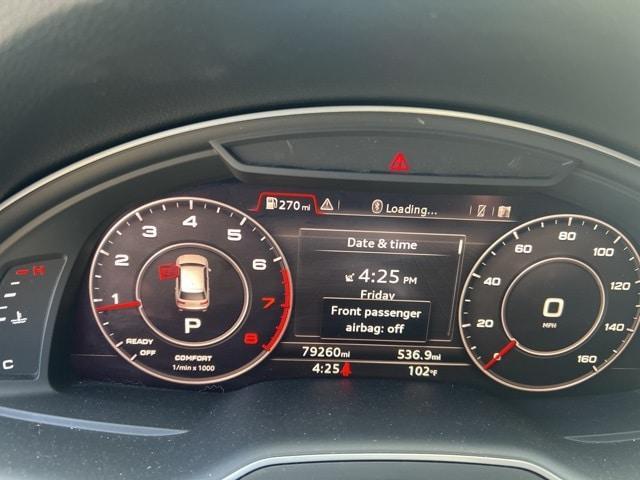 270 mi
Loading...
Date & time
4:25 PM
Friday
Front passenger
airbag: off
1 2 3 4 5 6 7 8
P
READY
OFF
COMFORT
1/min x 1000
20 40 60 80 100 120 140 160
0
MPH
79260mi 536.9mi
4:25 102°F
H
C